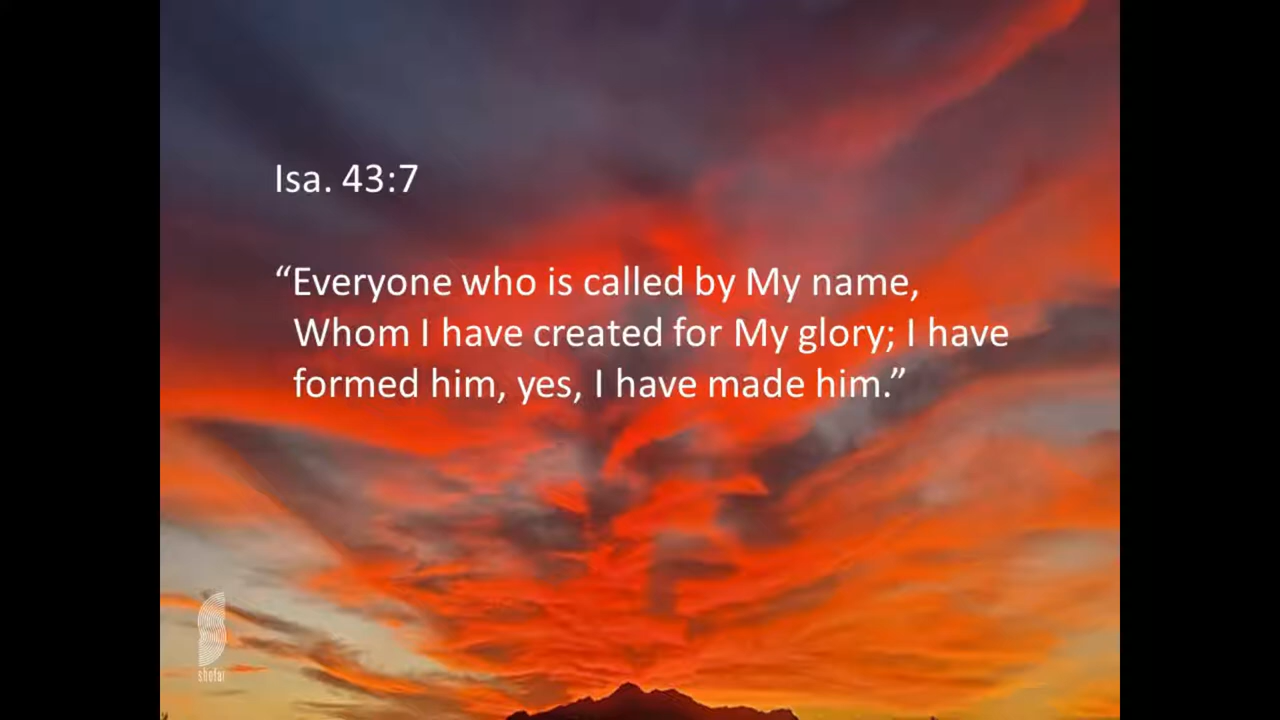 Isa. 43:7
“Everyone who is called by My name,
Whom I have created for My glory; I have
formed him, yes, I have made him.”
shofar